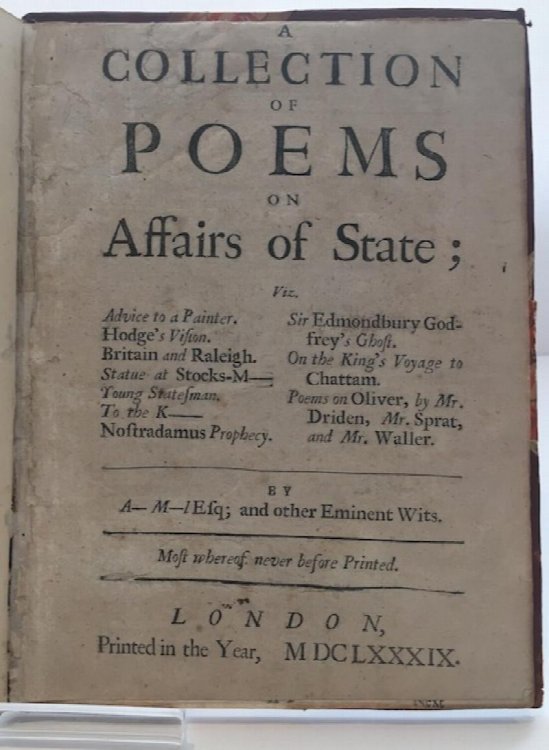 A
COLLECTION
OF
POEMS
ON
Affairs of State;
Viz.
Advice to a Painter.
Hodge's Viſion.
Britain and Raleigh.
Statue at Stocks-M—;
Young Stateſman.
To the K——
Noſtradamus Prophecy.
Sir Edmondbury God-
frey's Ghoſt.
On the King's Voyage to
Chattam.
Poems on Oliver, by Mr.
Driden, Mr. Sprat,
and Mr. Waller.
BY
A— M—l Eſq; and other Eminent Wits.
Moſt whereof never before Printed.
LONDON,
Printed in the Year, MDCLXXXIX.